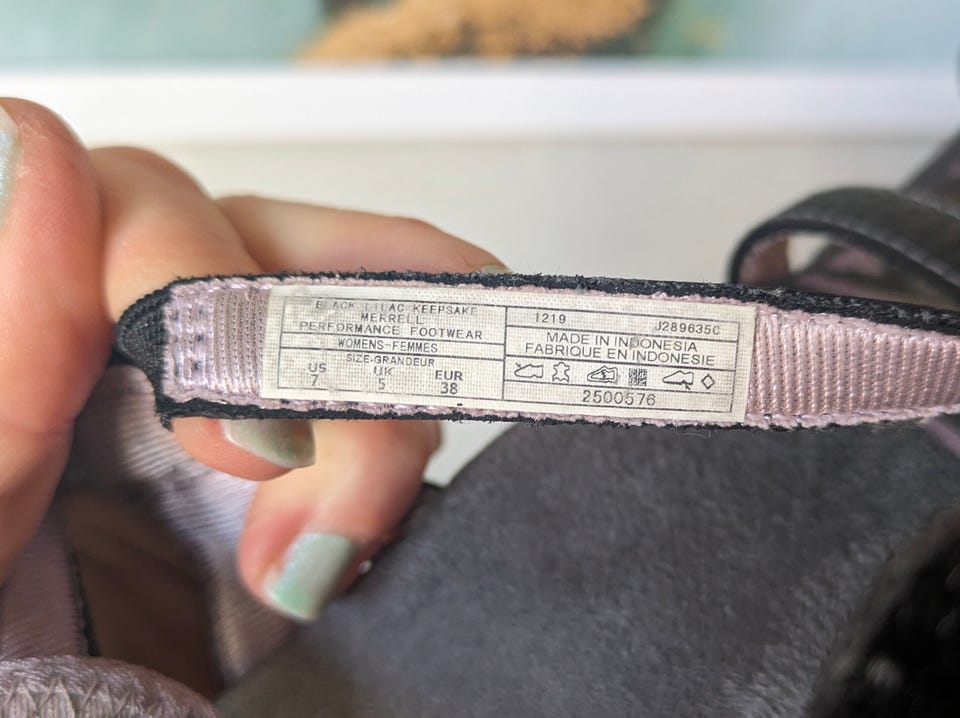 BLACK LILAC KEEPSAKE
MERRELL
PERFORMANCE FOOTWEAR
WOMENS-FEMMES
SIZE-GRANDEUR
US UK EUR
7 5 38
1219 J289635C
MADE IN INDONESIA
FABRIQUE EN INDONESIE
2500576